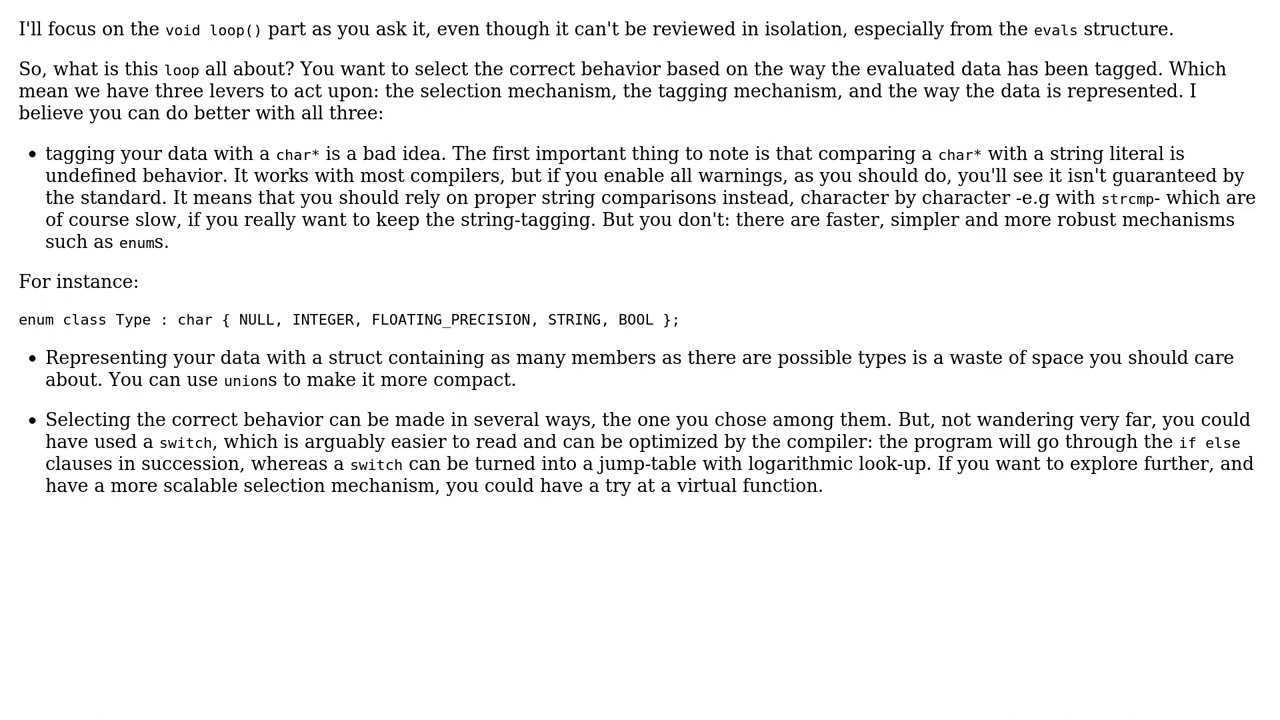 I'll focus on the void loop() part as you ask it, even though it can't be reviewed in isolation, especially from the evals structure.
So, what is this loop all about? You want to select the correct behavior based on the way the evaluated data has been tagged. Which
mean we have three levers to act upon: the selection mechanism, the tagging mechanism, and the way the data is represented. I
believe you can do better with all three:
• tagging your data with a char* is a bad idea. The first important thing to note is that comparing a char* with a string literal is
undefined behavior. It works with most compilers, but if you enable all warnings, as you should do, you'll see it isn't guaranteed by
the standard. It means that you should rely on proper string comparisons instead, character by character -e.g with strcmp- which are
of course slow, if you really want to keep the string-tagging. But you don't: there are faster, simpler and more robust mechanisms
such as enums.
For instance:
enum class Type : char { NULL, INTEGER, FLOATING_PRECISION, STRING, BOOL };
• Representing your data with a struct containing as many members as there are possible types is a waste of space you should care
about. You can use unions to make it more compact.
• Selecting the correct behavior can be made in several ways, the one you chose among them. But, not wandering very far, you could
have used a switch, which is arguably easier to read and can be optimized by the compiler: the program will go through the if else
clauses in succession, whereas a switch can be turned into a jump-table with logarithmic look-up. If you want to explore further, and
have a more scalable selection mechanism, you could have a try at a virtual function.